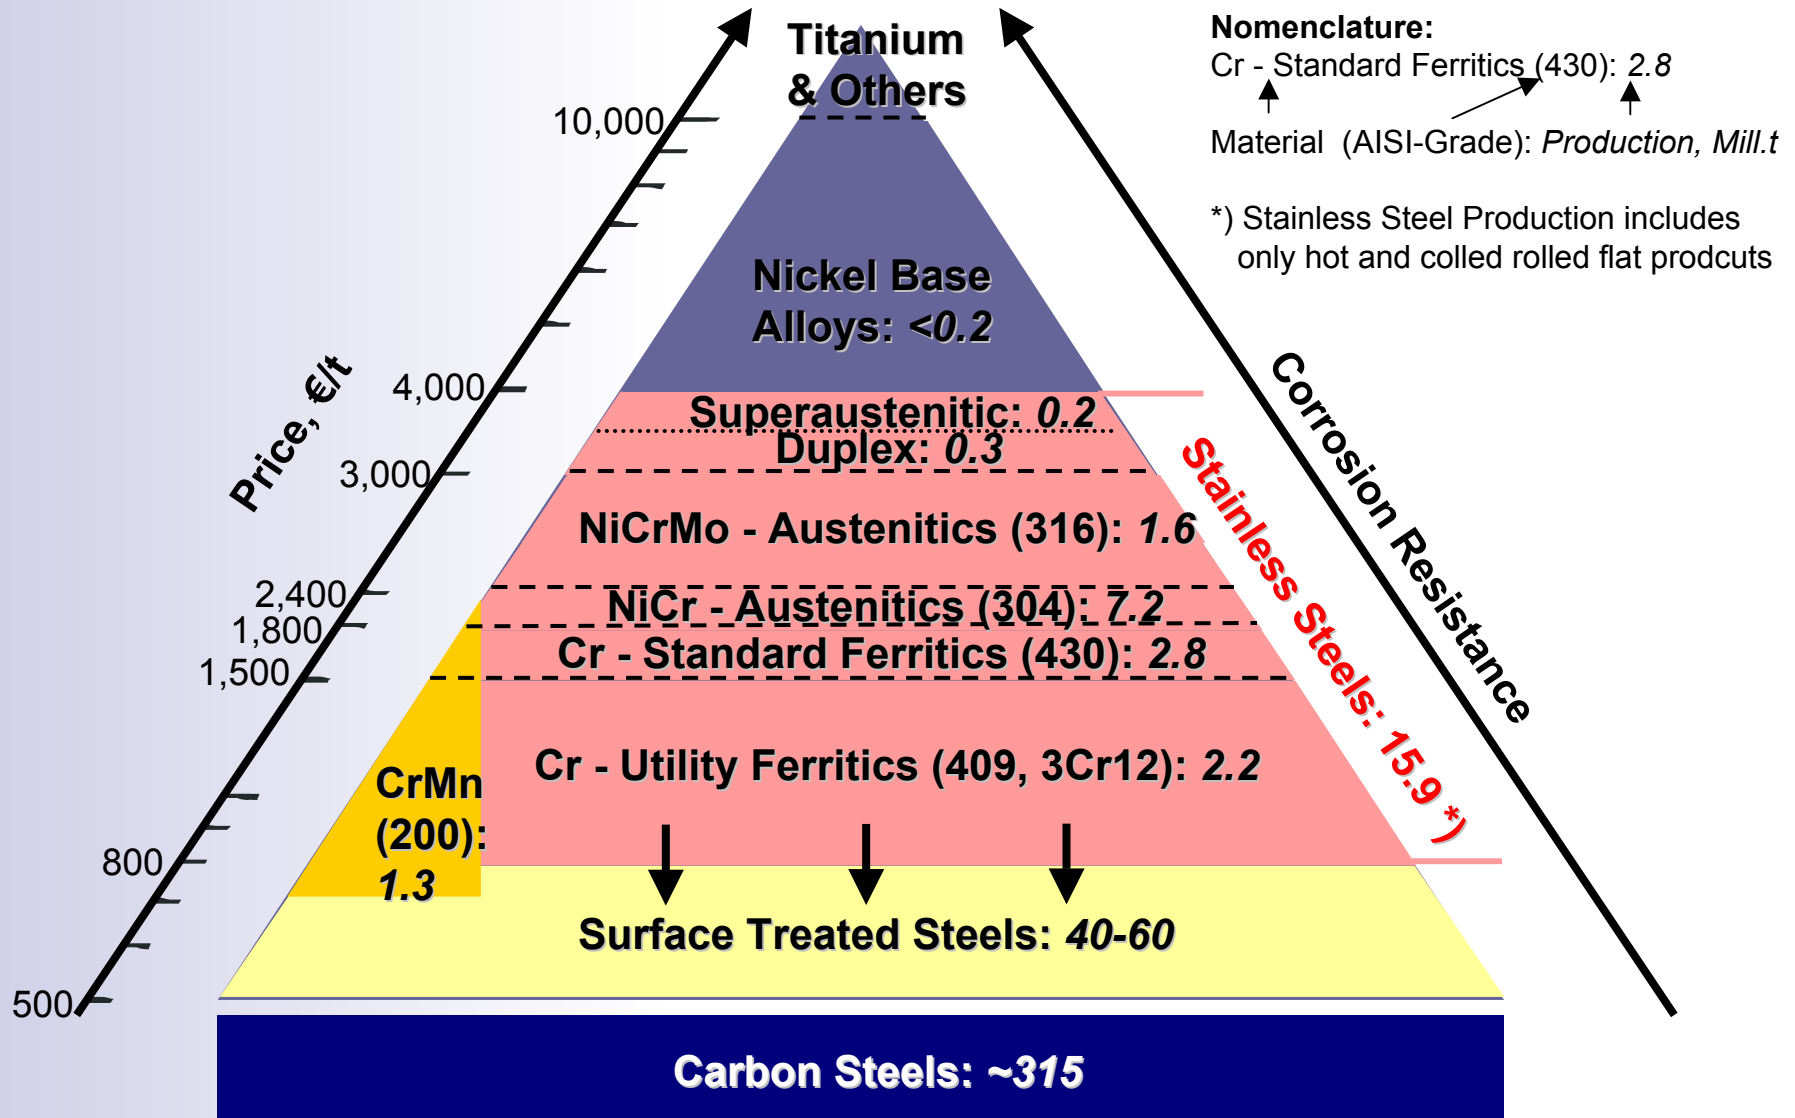 Titanium
& Others
Nomenclature:
Cr - Standard Ferritics (430): 2.8
Material (AISI-Grade): Production, Mill.t
*) Stainless Steel Production includes
only hot and colled rolled flat prodcuts
10,000
Nickel Base
Alloys: <0.2
Price, €/t
4,000
3,000
2,400
1,800
1,500
800
500
Superaustenitic: 0.2
Duplex: 0.3
NiCrMo - Austenitics (316): 1.6
NiCr - Austenitics (304): 7.2
Cr - Standard Ferritics (430): 2.8
Cr - Utility Ferritics (409, 3Cr12): 2.2
CrMn
(200):
1.3
Surface Treated Steels: 40-60
Carbon Steels: ~315
Stainless Steels: 15.9 *)
Corrosion Resistance